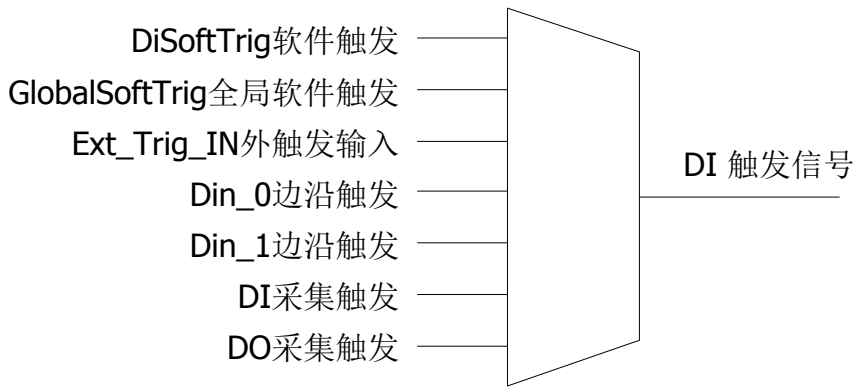 DiSoftTrig软件触发
GlobalSoftTrig全局软件触发
Ext_Trig_IN外触发输入
Din_0边沿触发
Din_1边沿触发
DI采集触发
DO采集触发
DI 触发信号